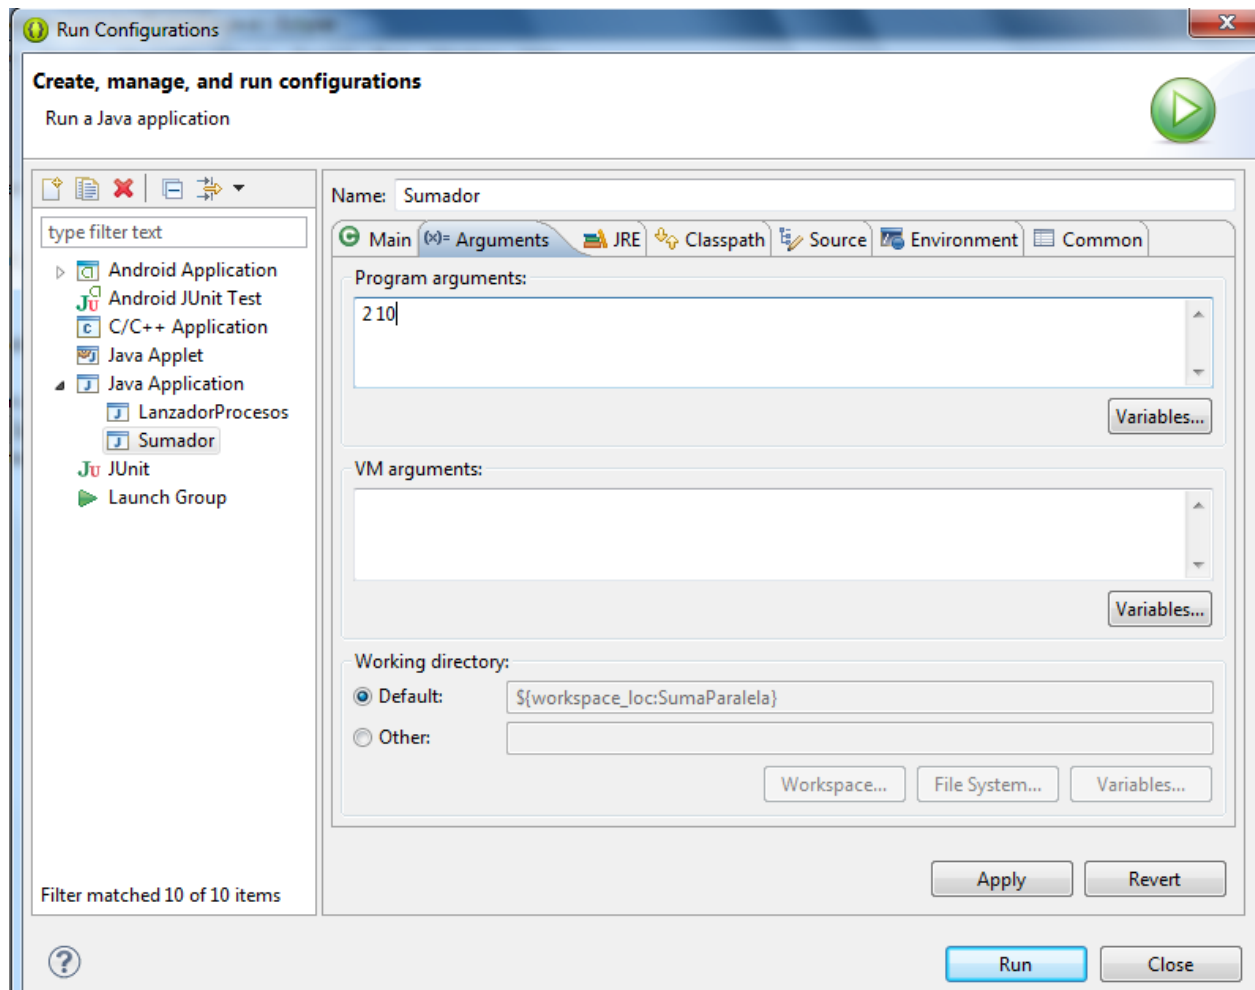 Run Configurations
Create, manage, and run configurations
Run a Java application
type filter text
Android Application
Android JUnit Test
C/C++ Application
Java Applet
Java Application
LanzadorProcesos
Sumador
JUnit
Launch Group
Filter matched 10 of 10 items
Name: Sumador
Main (x)= Arguments JRE Classpath Source Environment Common
Program arguments:
2 10
Variables...
VM arguments:
Variables...
Working directory:
Default: ${workspace_loc:SumaParalela}
Other:
Workspace... File System... Variables...
Apply Revert
Run Close